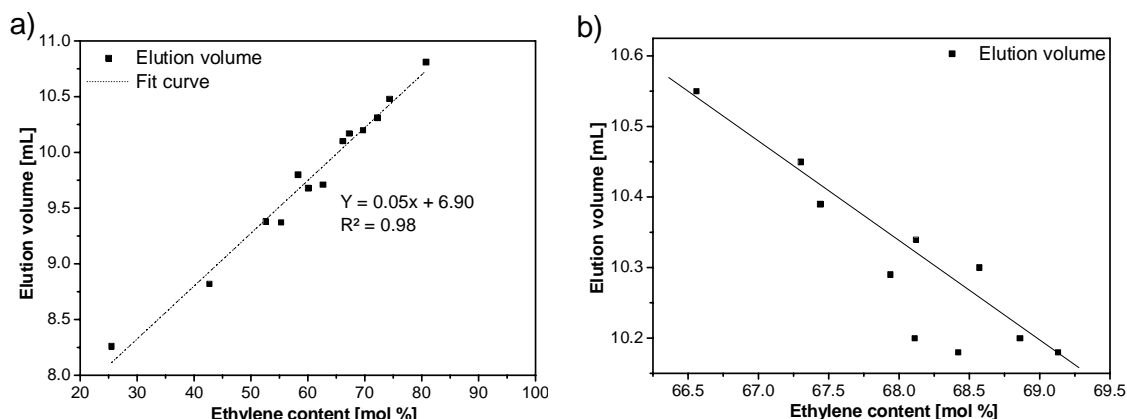 a)
Elution volume
Fit curve
Y = 0.05x + 6.90
R² = 0.98
Elution volume [mL]
11.0
10.5
10.0
9.5
9.0
8.5
8.0
20 30 40 50 60 70 80 90 100
Ethylene content [mol %]
b)
Elution volume
Elution volume [mL]
10.6
10.5
10.4
10.3
10.2
66.5 67.0 67.5 68.0 68.5 69.0 69.5
Ethylene content [mol %]